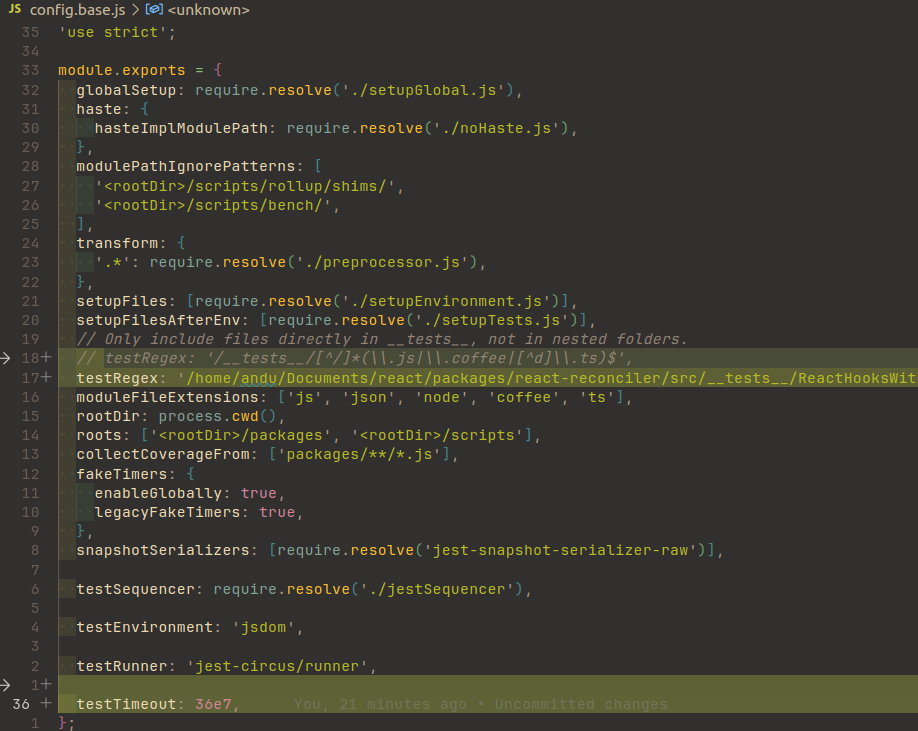 JS config.base.js > <unknown>
35 'use strict';
34
33 module.exports = {
32 globalSetup: require.resolve('./setupGlobal.js'),
31 haste: {
30 hasteImplModulePath: require.resolve('./noHaste.js'),
29 },
28 modulePathIgnorePatterns: [
27 '<rootDir>/scripts/rollup/shims/',
26 '<rootDir>/scripts/bench/',
25 ],
24 transform: {
23 '.*': require.resolve('./preprocessor.js'),
22 },
21 setupFiles: [require.resolve('./setupEnvironment.js')],
20 setupFilesAfterEnv: [require.resolve('./setupTests.js')],
19 // Only include files directly in __tests__, not in nested folders.
18 + // testRegex: '/__tests__/[^/]*(\\.js|\\.coffee|[^d]\\.ts)$',
17 + testRegex: '/home/andu/Documents/react/packages/react-reconciler/src/__tests__/ReactHooksWit
16 moduleFileExtensions: ['js', 'json', 'node', 'coffee', 'ts'],
15 rootDir: process.cwd(),
14 roots: ['<rootDir>/packages', '<rootDir>/scripts'],
13 collectCoverageFrom: ['packages/**/*.js'],
12 fakeTimers: {
11 enableGlobally: true,
10 legacyFakeTimers: true,
9 },
8 snapshotSerializers: [require.resolve('jest-snapshot-serializer-raw')],
7
6 testSequencer: require.resolve('./jestSequencer'),
5
4 testEnvironment: 'jsdom',
3
2 testRunner: 'jest-circus/runner',
1 +
36 + testTimeout: 36e7, You, 21 minutes ago • Uncommitted changes
1 };